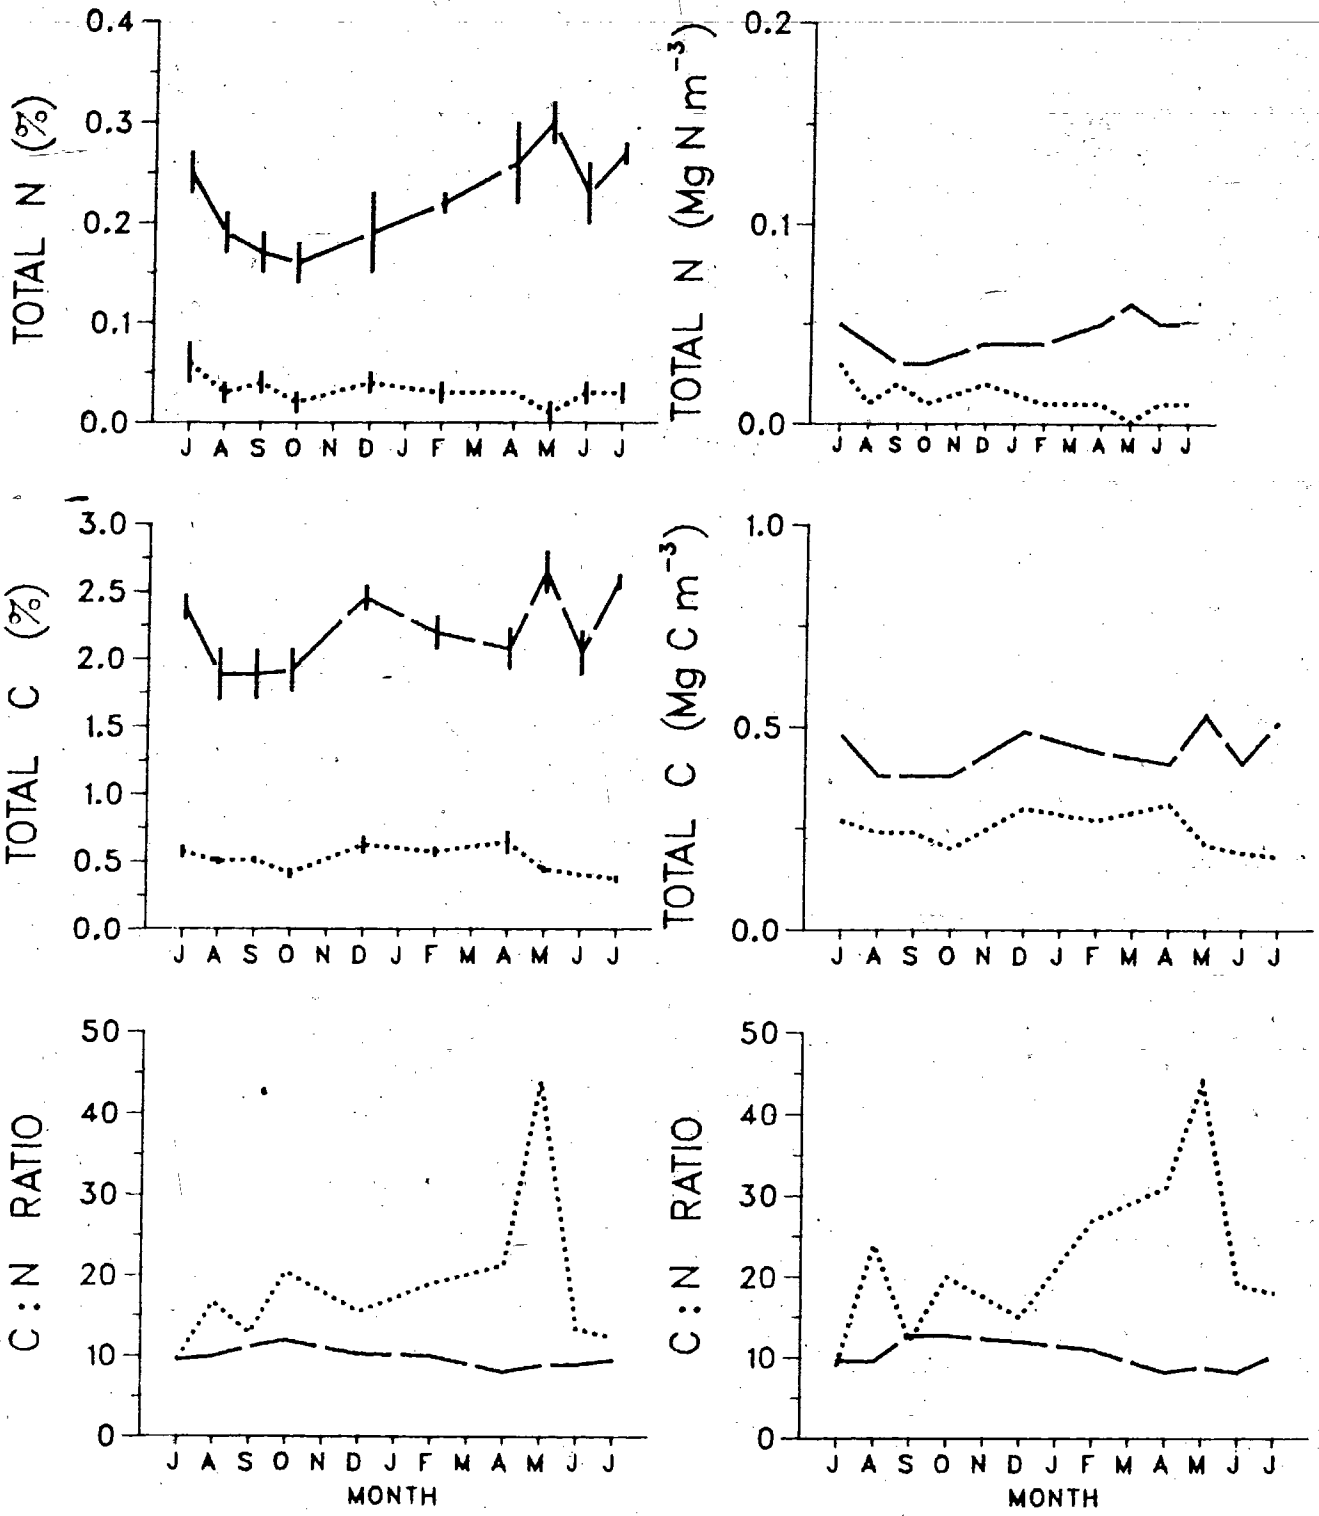 TOTAL N (%)
0.4
0.3
0.2
0.1
0.0
J A S O N D J F M A M J J
TOTAL N (Mg N m⁻³)
0.2
0.1
0.0
J A S O N D J F M A M J J
TOTAL C (%)
3.0
2.5
2.0
1.5
1.0
0.5
0.0
J A S O N D J F M A M J J
TOTAL C (Mg C m⁻³)
1.0
0.5
0.0
J A S O N D J F M A M J J
C:N RATIO
50
40
30
20
10
0
J A S O N D J F M A M J J
MONTH
C:N RATIO
50
40
30
20
10
0
J A S O N D J F M A M J J
MONTH